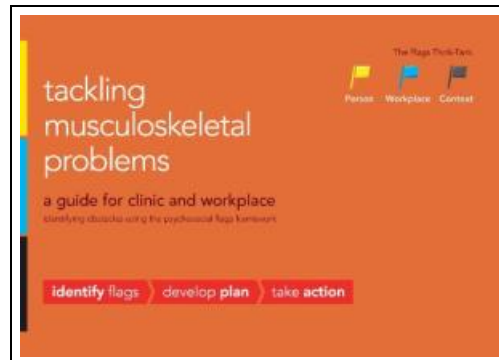 The Flags Think-Tank
Person Workplace Context
tackling
musculoskeletal
problems
a guide for clinic and workplace
identifying obstacles using the psychosocial flags framework
identify flags develop plan take action